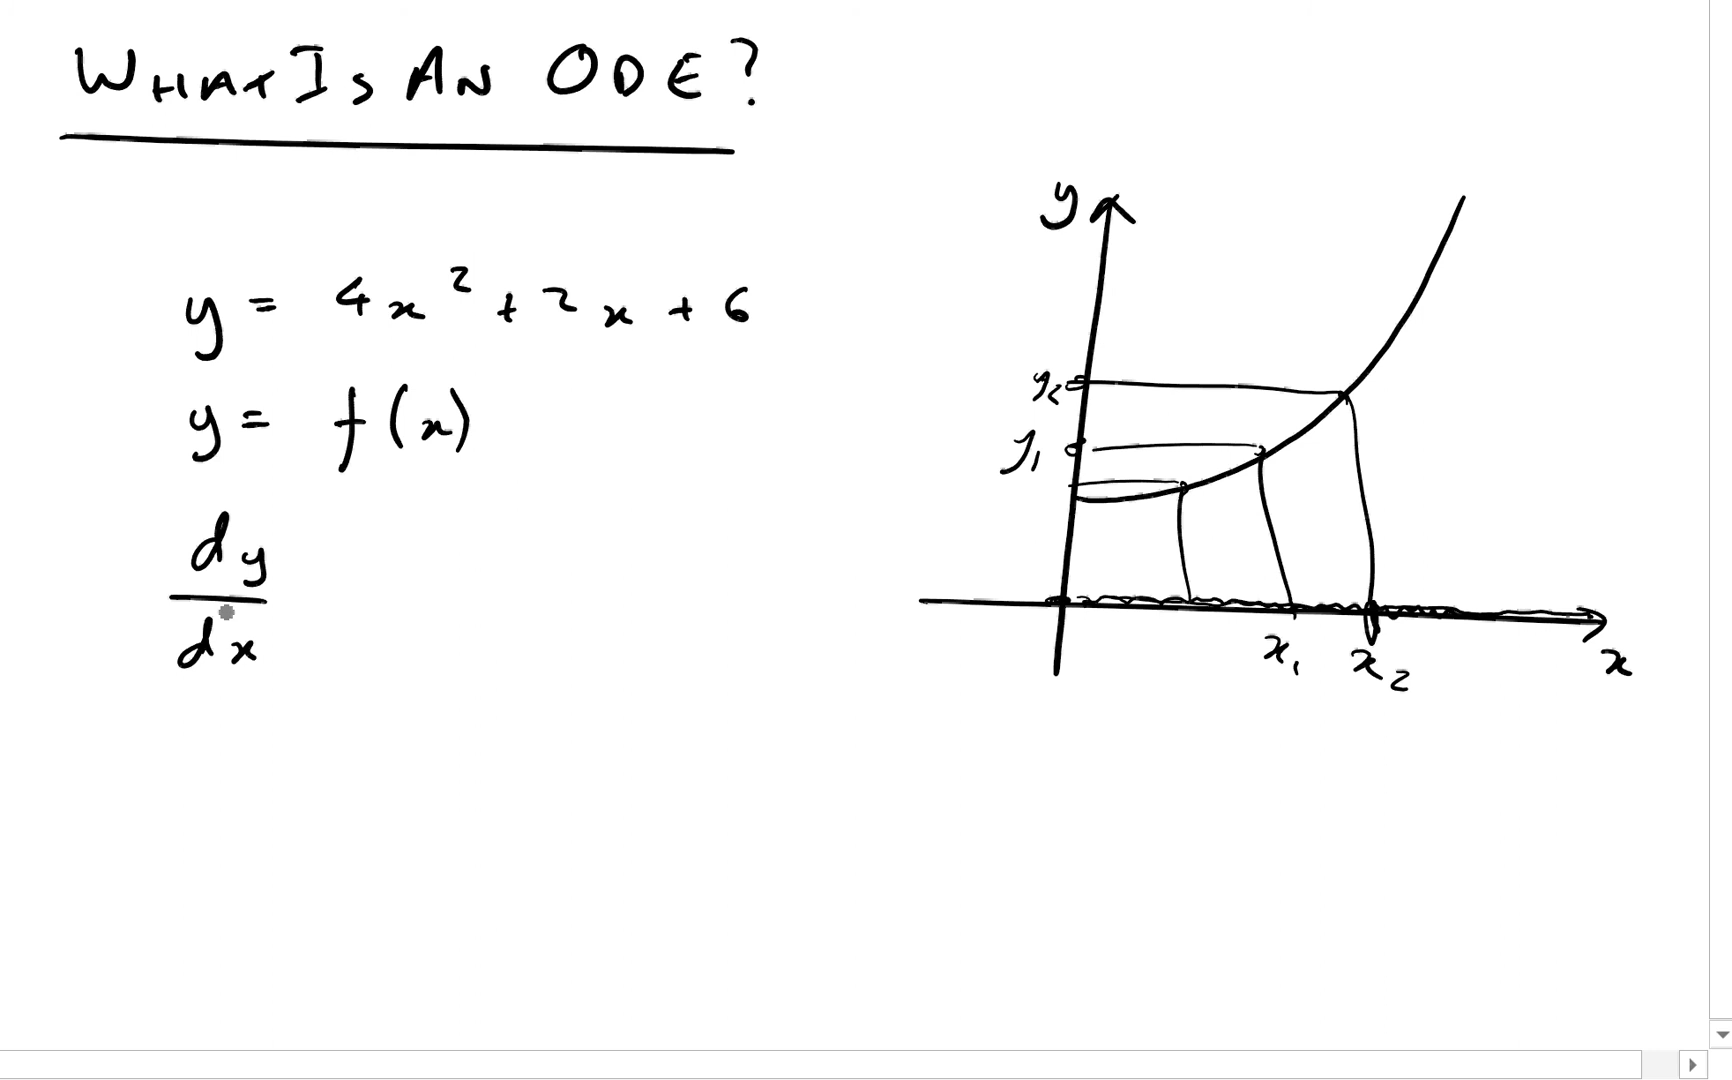 WHAT IS AN ODE?
y = 4x² + 2x + 6
y = f(x)
dy
dx
y
y₂
y₁
x₁
x₂
x